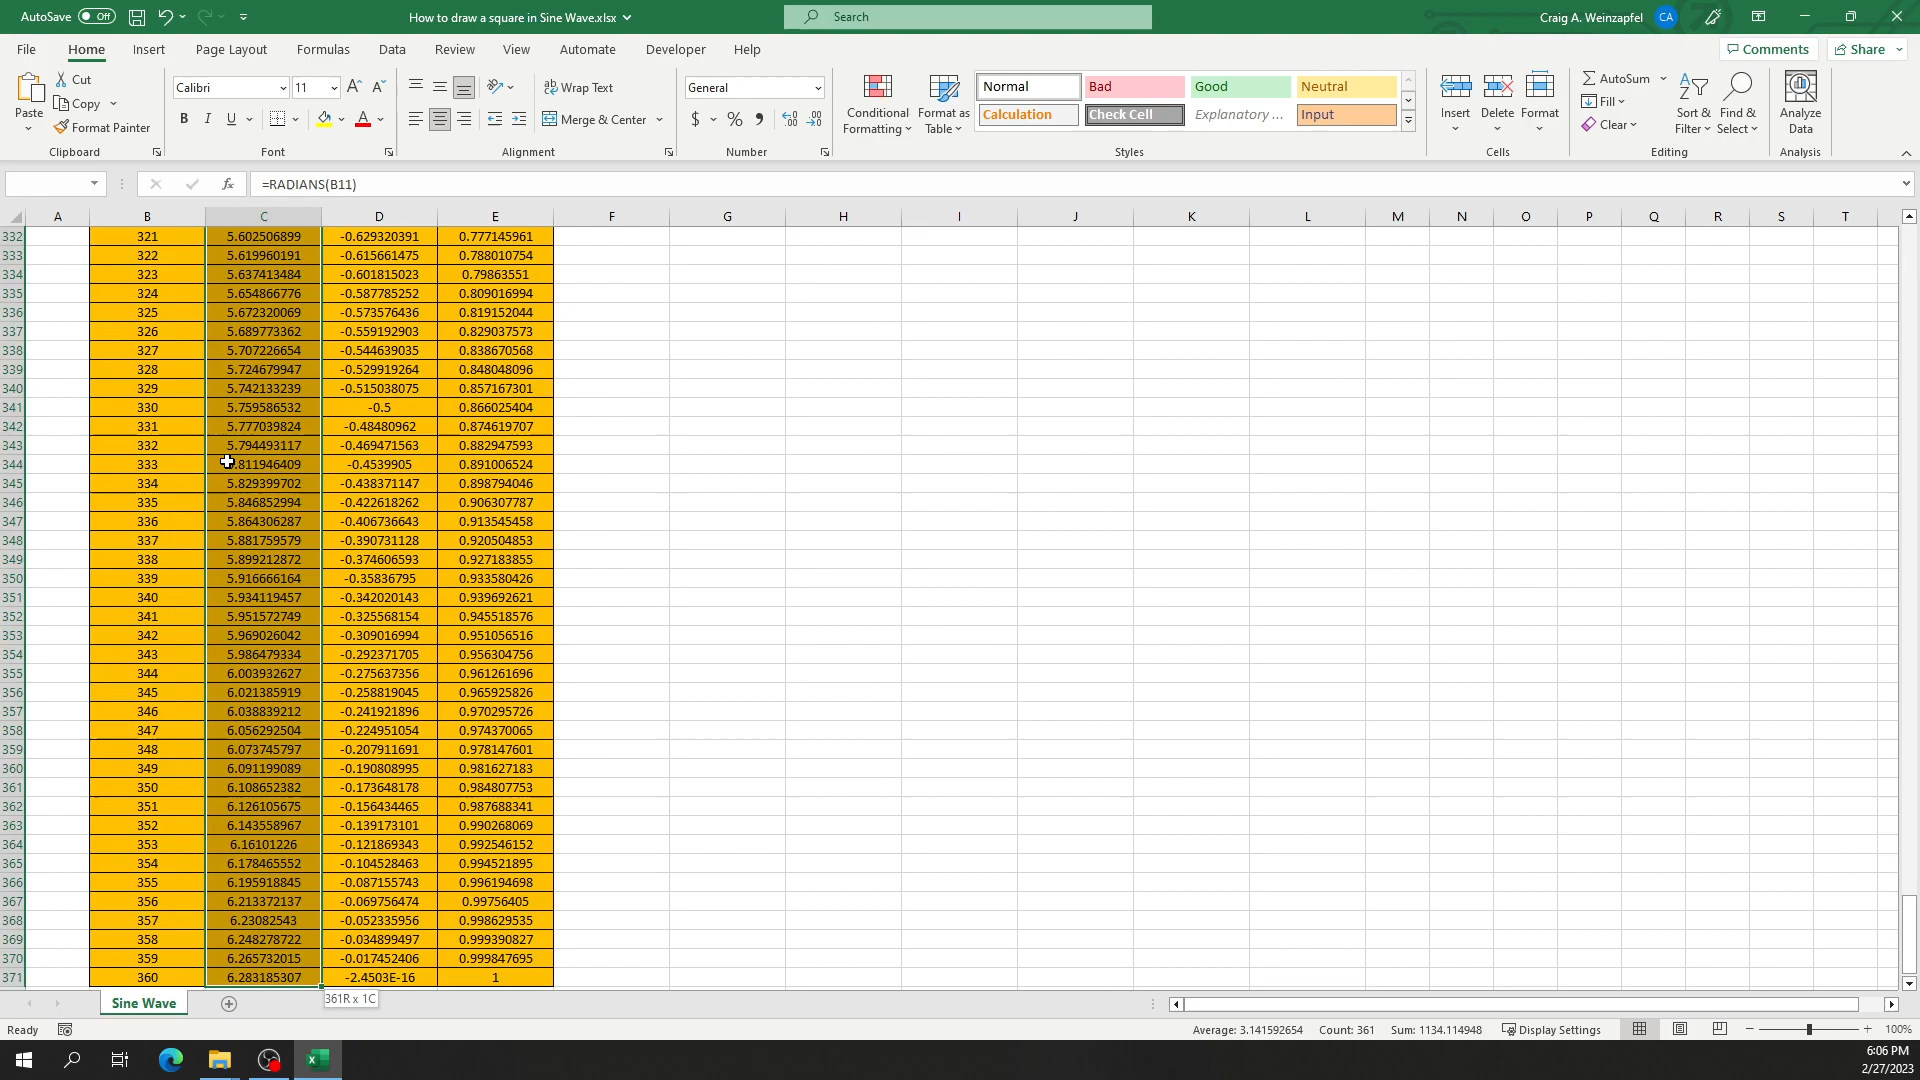 AutoSave Off How to draw a square in Sine Wave.xlsx Search Craig A. Weinzapfel CA
File Home Insert Page Layout Formulas Data Review View Automate Developer Help Comments Share
Paste Cut Copy Format Painter Clipboard
Calibri 11 B I U A Font
Wrap Text Merge & Center Alignment
General $ % Number
Conditional Formatting Format as Table Normal Bad Good Neutral
Calculation Check Cell Explanatory ... Input Styles
Insert Delete Format Cells
AutoSum Fill Clear Sort & Filter Find & Select Editing
Analyze Data Analysis
fx =RADIANS(B11)
A B C D E F G H I J K L M N O P Q R S T
332 321 5.602506899 -0.629320391 0.777145961
333 322 5.619960191 -0.615661475 0.788010754
334 323 5.637413484 -0.601815023 0.79863551
335 324 5.654866776 -0.587785252 0.809016994
336 325 5.672320069 -0.573576436 0.819152044
337 326 5.689773362 -0.559192903 0.829037573
338 327 5.707226654 -0.544639035 0.838670568
339 328 5.724679947 -0.529919264 0.848048096
340 329 5.742133239 -0.515038075 0.857167301
341 330 5.759586532 -0.5 0.866025404
342 331 5.777039824 -0.48480962 0.874619707
343 332 5.794493117 -0.469471563 0.882947593
344 333 .811946409 -0.4539905 0.891006524
345 334 5.829399702 -0.438371147 0.898794046
346 335 5.846852994 -0.422618262 0.906307787
347 336 5.864306287 -0.406736643 0.913545458
348 337 5.881759579 -0.390731128 0.920504853
349 338 5.899212872 -0.374606593 0.927183855
350 339 5.916666164 -0.35836795 0.933580426
351 340 5.934119457 -0.342020143 0.939692621
352 341 5.951572749 -0.325568154 0.945518576
353 342 5.969026042 -0.309016994 0.951056516
354 343 5.986479334 -0.292371705 0.956304756
355 344 6.003932627 -0.275637356 0.961261696
356 345 6.021385919 -0.258819045 0.965925826
357 346 6.038839212 -0.241921896 0.970295726
358 347 6.056292504 -0.224951054 0.974370065
359 348 6.073745797 -0.207911691 0.978147601
360 349 6.091199089 -0.190808995 0.981627183
361 350 6.108652382 -0.173648178 0.984807753
362 351 6.126105675 -0.156434465 0.987688341
363 352 6.143558967 -0.139173101 0.990268069
364 353 6.16101226 -0.121869343 0.992546152
365 354 6.178465552 -0.104528463 0.994521895
366 355 6.195918845 -0.087155743 0.996194698
367 356 6.213372137 -0.069756474 0.99756405
368 357 6.23082543 -0.052335956 0.998629535
369 358 6.248278722 -0.034899497 0.999390827
370 359 6.265732015 -0.017452406 0.999847695
371 360 6.283185307 -2.4503E-16 1
361R x 1C
Sine Wave
Ready Average: 3.141592654 Count: 361 Sum: 1134.114948 Display Settings 100%
6:06 PM
2/27/2023